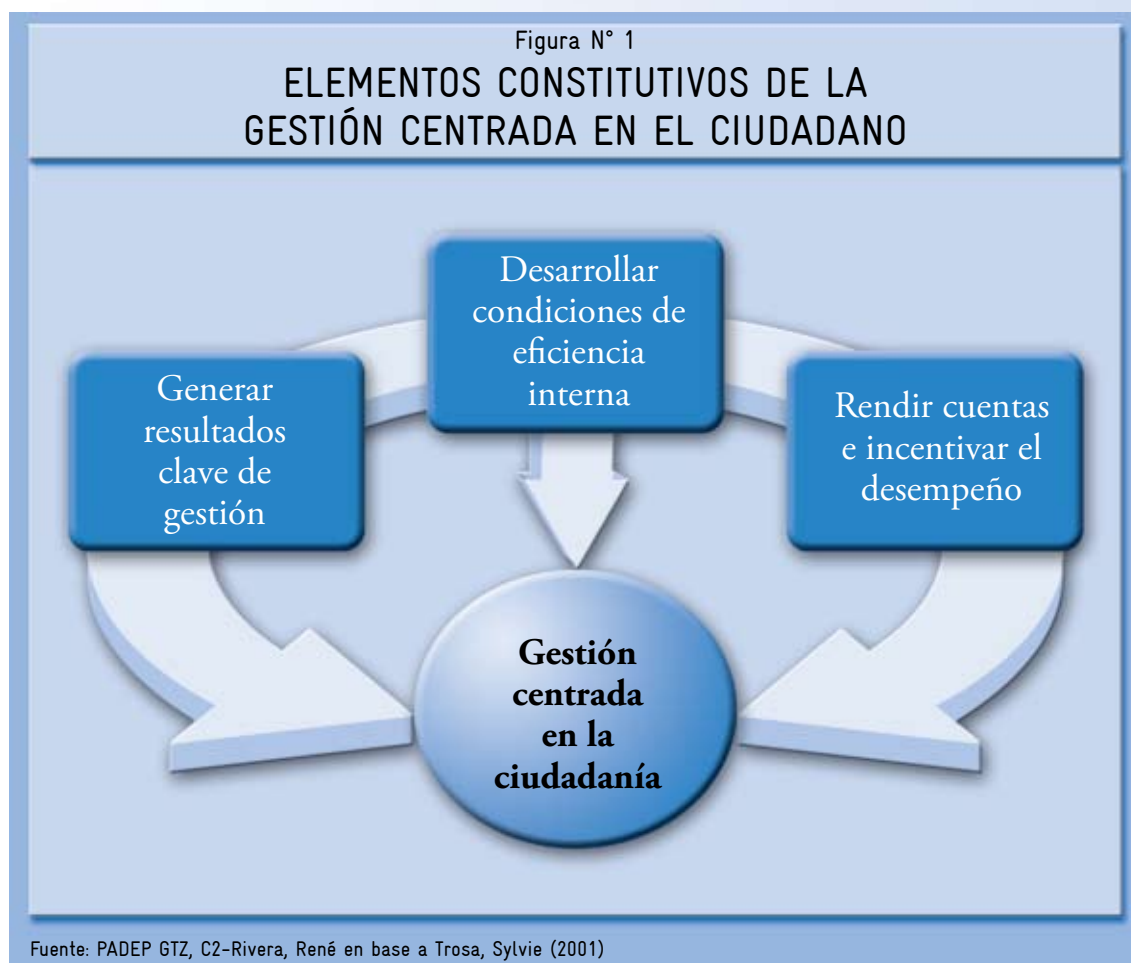 Figura N° 1
ELEMENTOS CONSTITUTIVOS DE LA
GESTIÓN CENTRADA EN EL CIUDADANO
Generar
resultados
clave de
gestión
Desarrollar
condiciones de
eficiencia
interna
Rendir cuentas
e incentivar el
desempeño
Gestión
centrada
en la
ciudadanía
Fuente: PADEP GTZ, C2-Rivera, René en base a Trosa, Sylvie (2001)